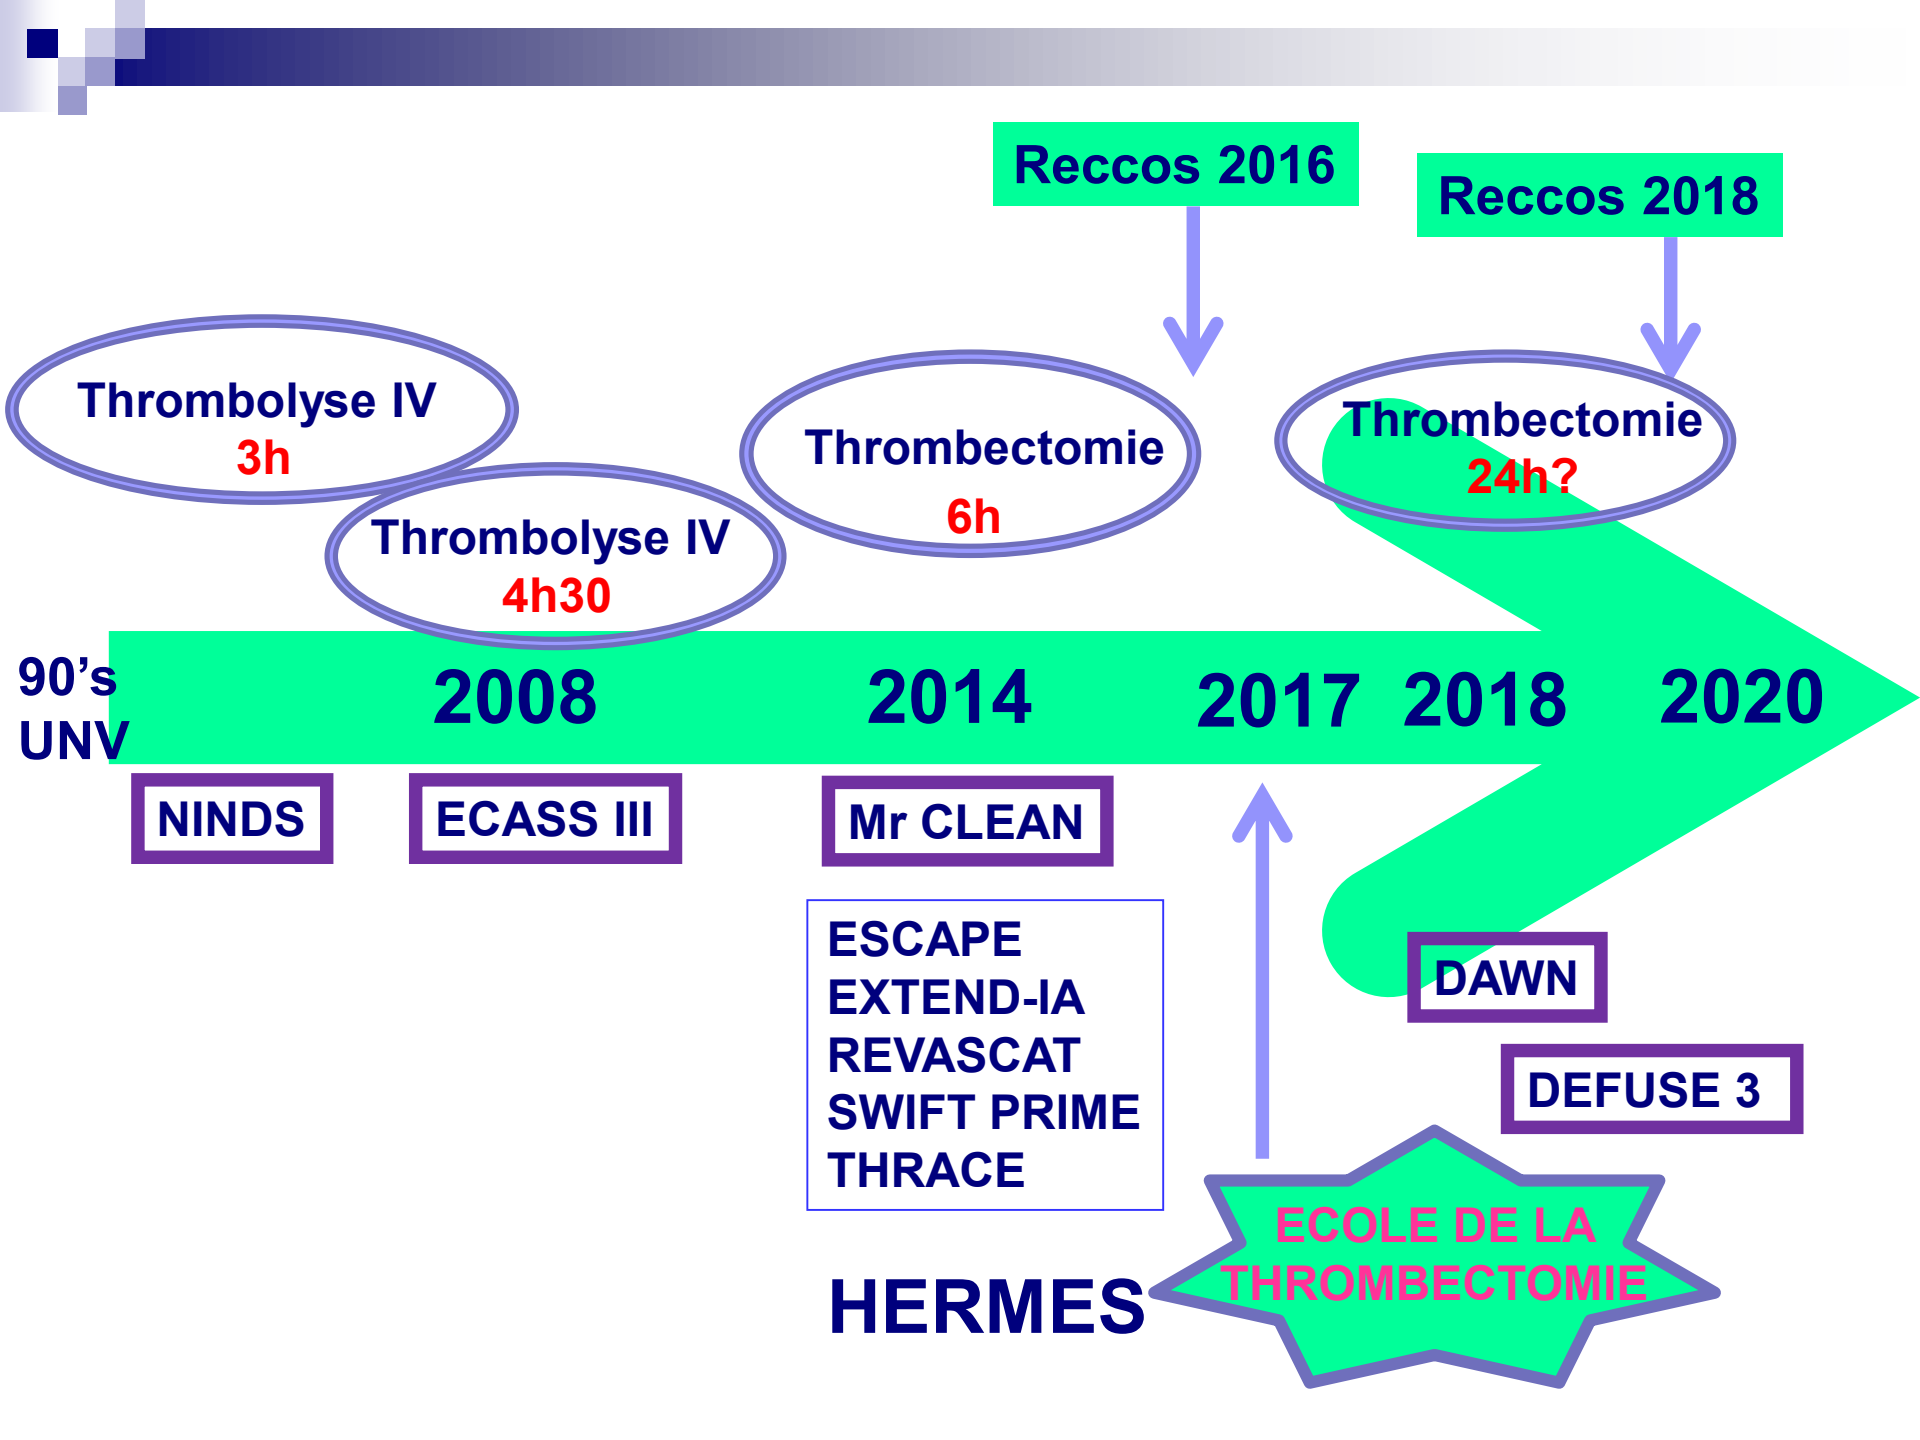 Reccos 2016
Reccos 2018
Thrombolyse IV
3h
Thrombolyse IV
4h30
Thrombectomie
6h
Thrombectomie
24h?
90’s
UNV
2008
2014
2017
2018
2020
NINDS
ECASS III
Mr CLEAN
ESCAPE
EXTEND-IA
REVASCAT
SWIFT PRIME
THRACE
DAWN
DEFUSE 3
HERMES
ECOLE DE LA
THROMBECTOMIE